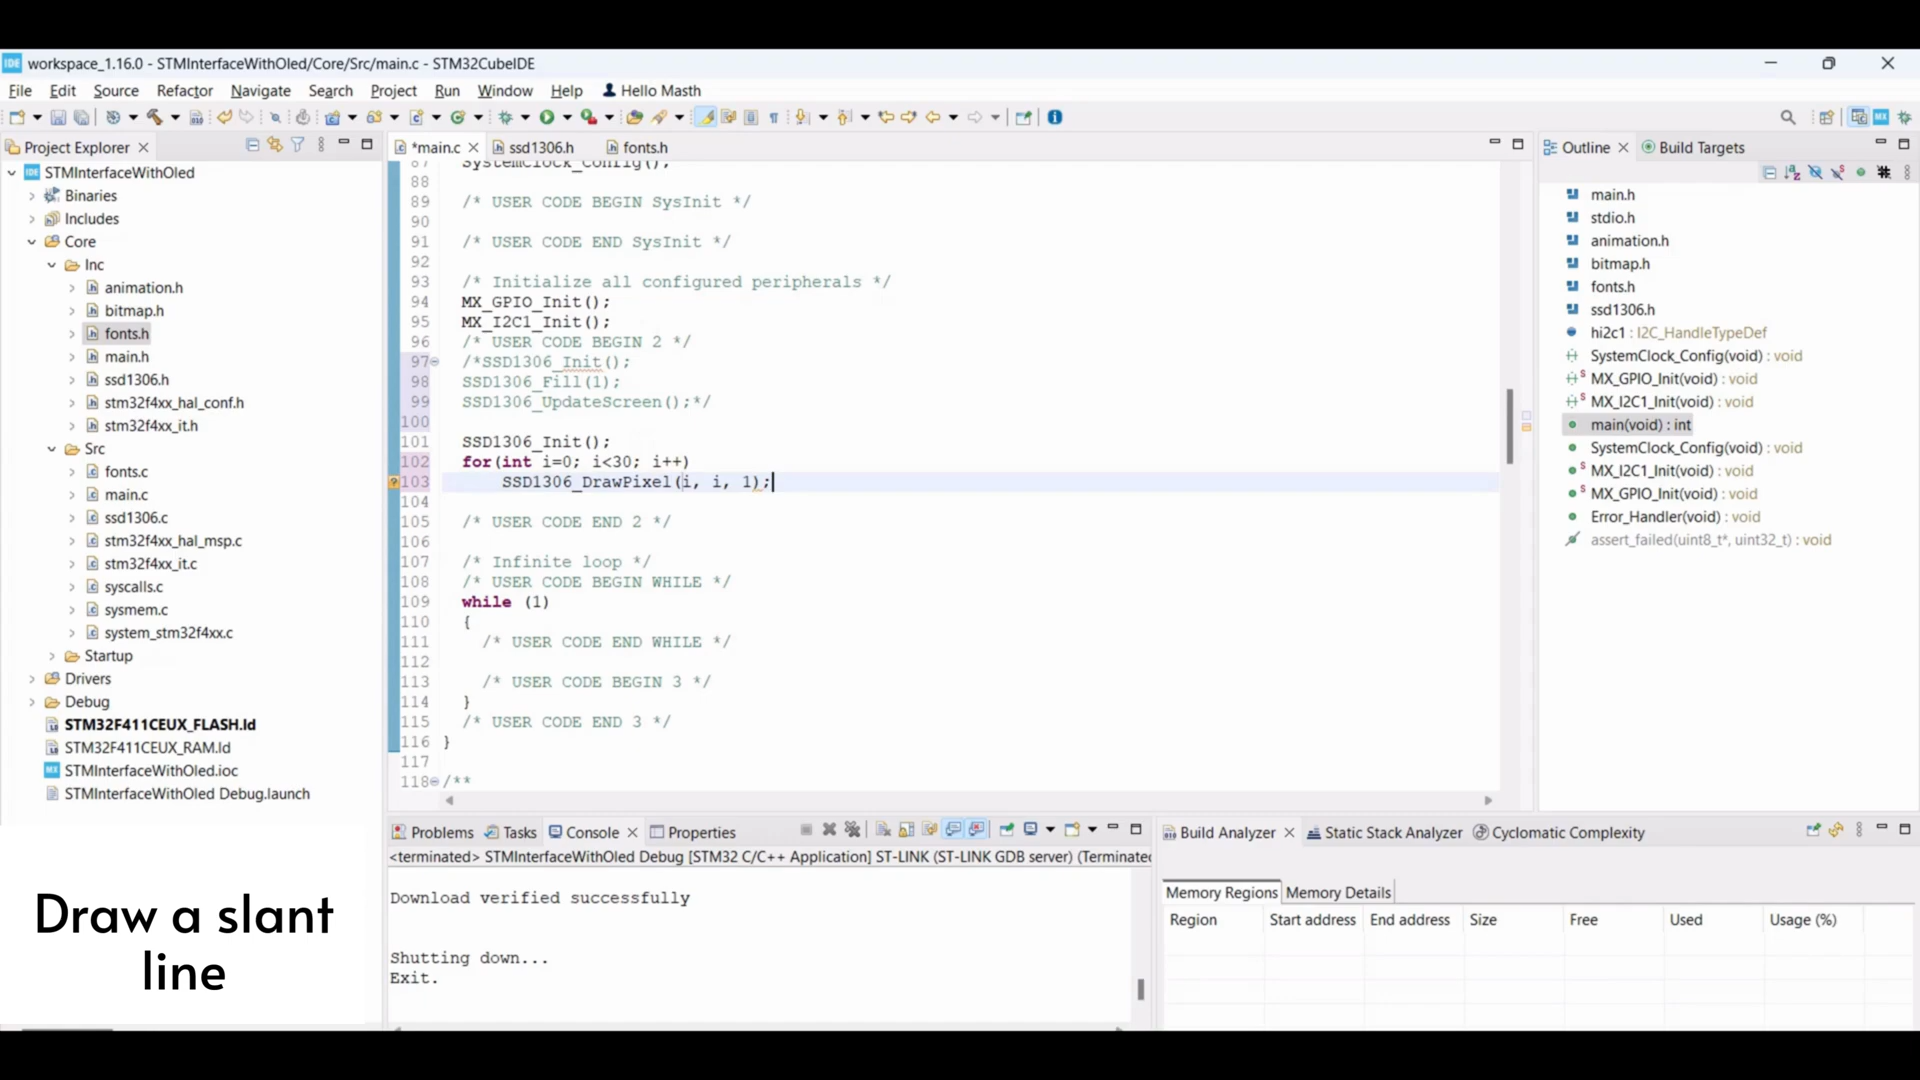 workspace_1.16.0 - STMInterfaceWithOled/Core/Src/main.c - STM32CubeIDE
File Edit Source Refactor Navigate Search Project Run Window Help Hello Masth
Project Explorer
STMInterfaceWithOled
Binaries
Includes
Core
Inc
animation.h
bitmap.h
fonts.h
main.h
ssd1306.h
stm32f4xx_hal_conf.h
stm32f4xx_it.h
Src
fonts.c
main.c
ssd1306.c
stm32f4xx_hal_msp.c
stm32f4xx_it.c
syscalls.c
sysmem.c
system_stm32f4xx.c
Startup
Drivers
Debug
STM32F411CEUX_FLASH.ld
STM32F411CEUX_RAM.ld
STMInterfaceWithOled.ioc
STMInterfaceWithOled Debug.launch
*main.c ssd1306.h fonts.h
87 SystemClock_Config();
88
89 /* USER CODE BEGIN SysInit */
90
91 /* USER CODE END SysInit */
92
93 /* Initialize all configured peripherals */
94 MX_GPIO_Init();
95 MX_I2C1_Init();
96 /* USER CODE BEGIN 2 */
97 /*SSD1306_Init();
98 SSD1306_Fill(1);
99 SSD1306_UpdateScreen();*/
100
101 SSD1306_Init();
102 for(int i=0; i<30; i++)
103 SSD1306_DrawPixel(i, i, 1);
104
105 /* USER CODE END 2 */
106
107 /* Infinite loop */
108 /* USER CODE BEGIN WHILE */
109 while (1)
110 {
111 /* USER CODE END WHILE */
112
113 /* USER CODE BEGIN 3 */
114 }
115 /* USER CODE END 3 */
116 }
117
118 /**
Outline Build Targets
main.h
stdio.h
animation.h
bitmap.h
fonts.h
ssd1306.h
hi2c1 : I2C_HandleTypeDef
SystemClock_Config(void) : void
MX_GPIO_Init(void) : void
MX_I2C1_Init(void) : void
main(void) : int
SystemClock_Config(void) : void
MX_I2C1_Init(void) : void
MX_GPIO_Init(void) : void
Error_Handler(void) : void
assert_failed(uint8_t*, uint32_t) : void
Problems Tasks Console Properties
<terminated> STMInterfaceWithOled Debug [STM32 C/C++ Application] ST-LINK (ST-LINK GDB server) (Terminated
Download verified successfully
Shutting down...
Exit.
Build Analyzer Static Stack Analyzer Cyclomatic Complexity
Memory Regions Memory Details
Region Start address End address Size Free Used Usage (%)
Draw a slant
line